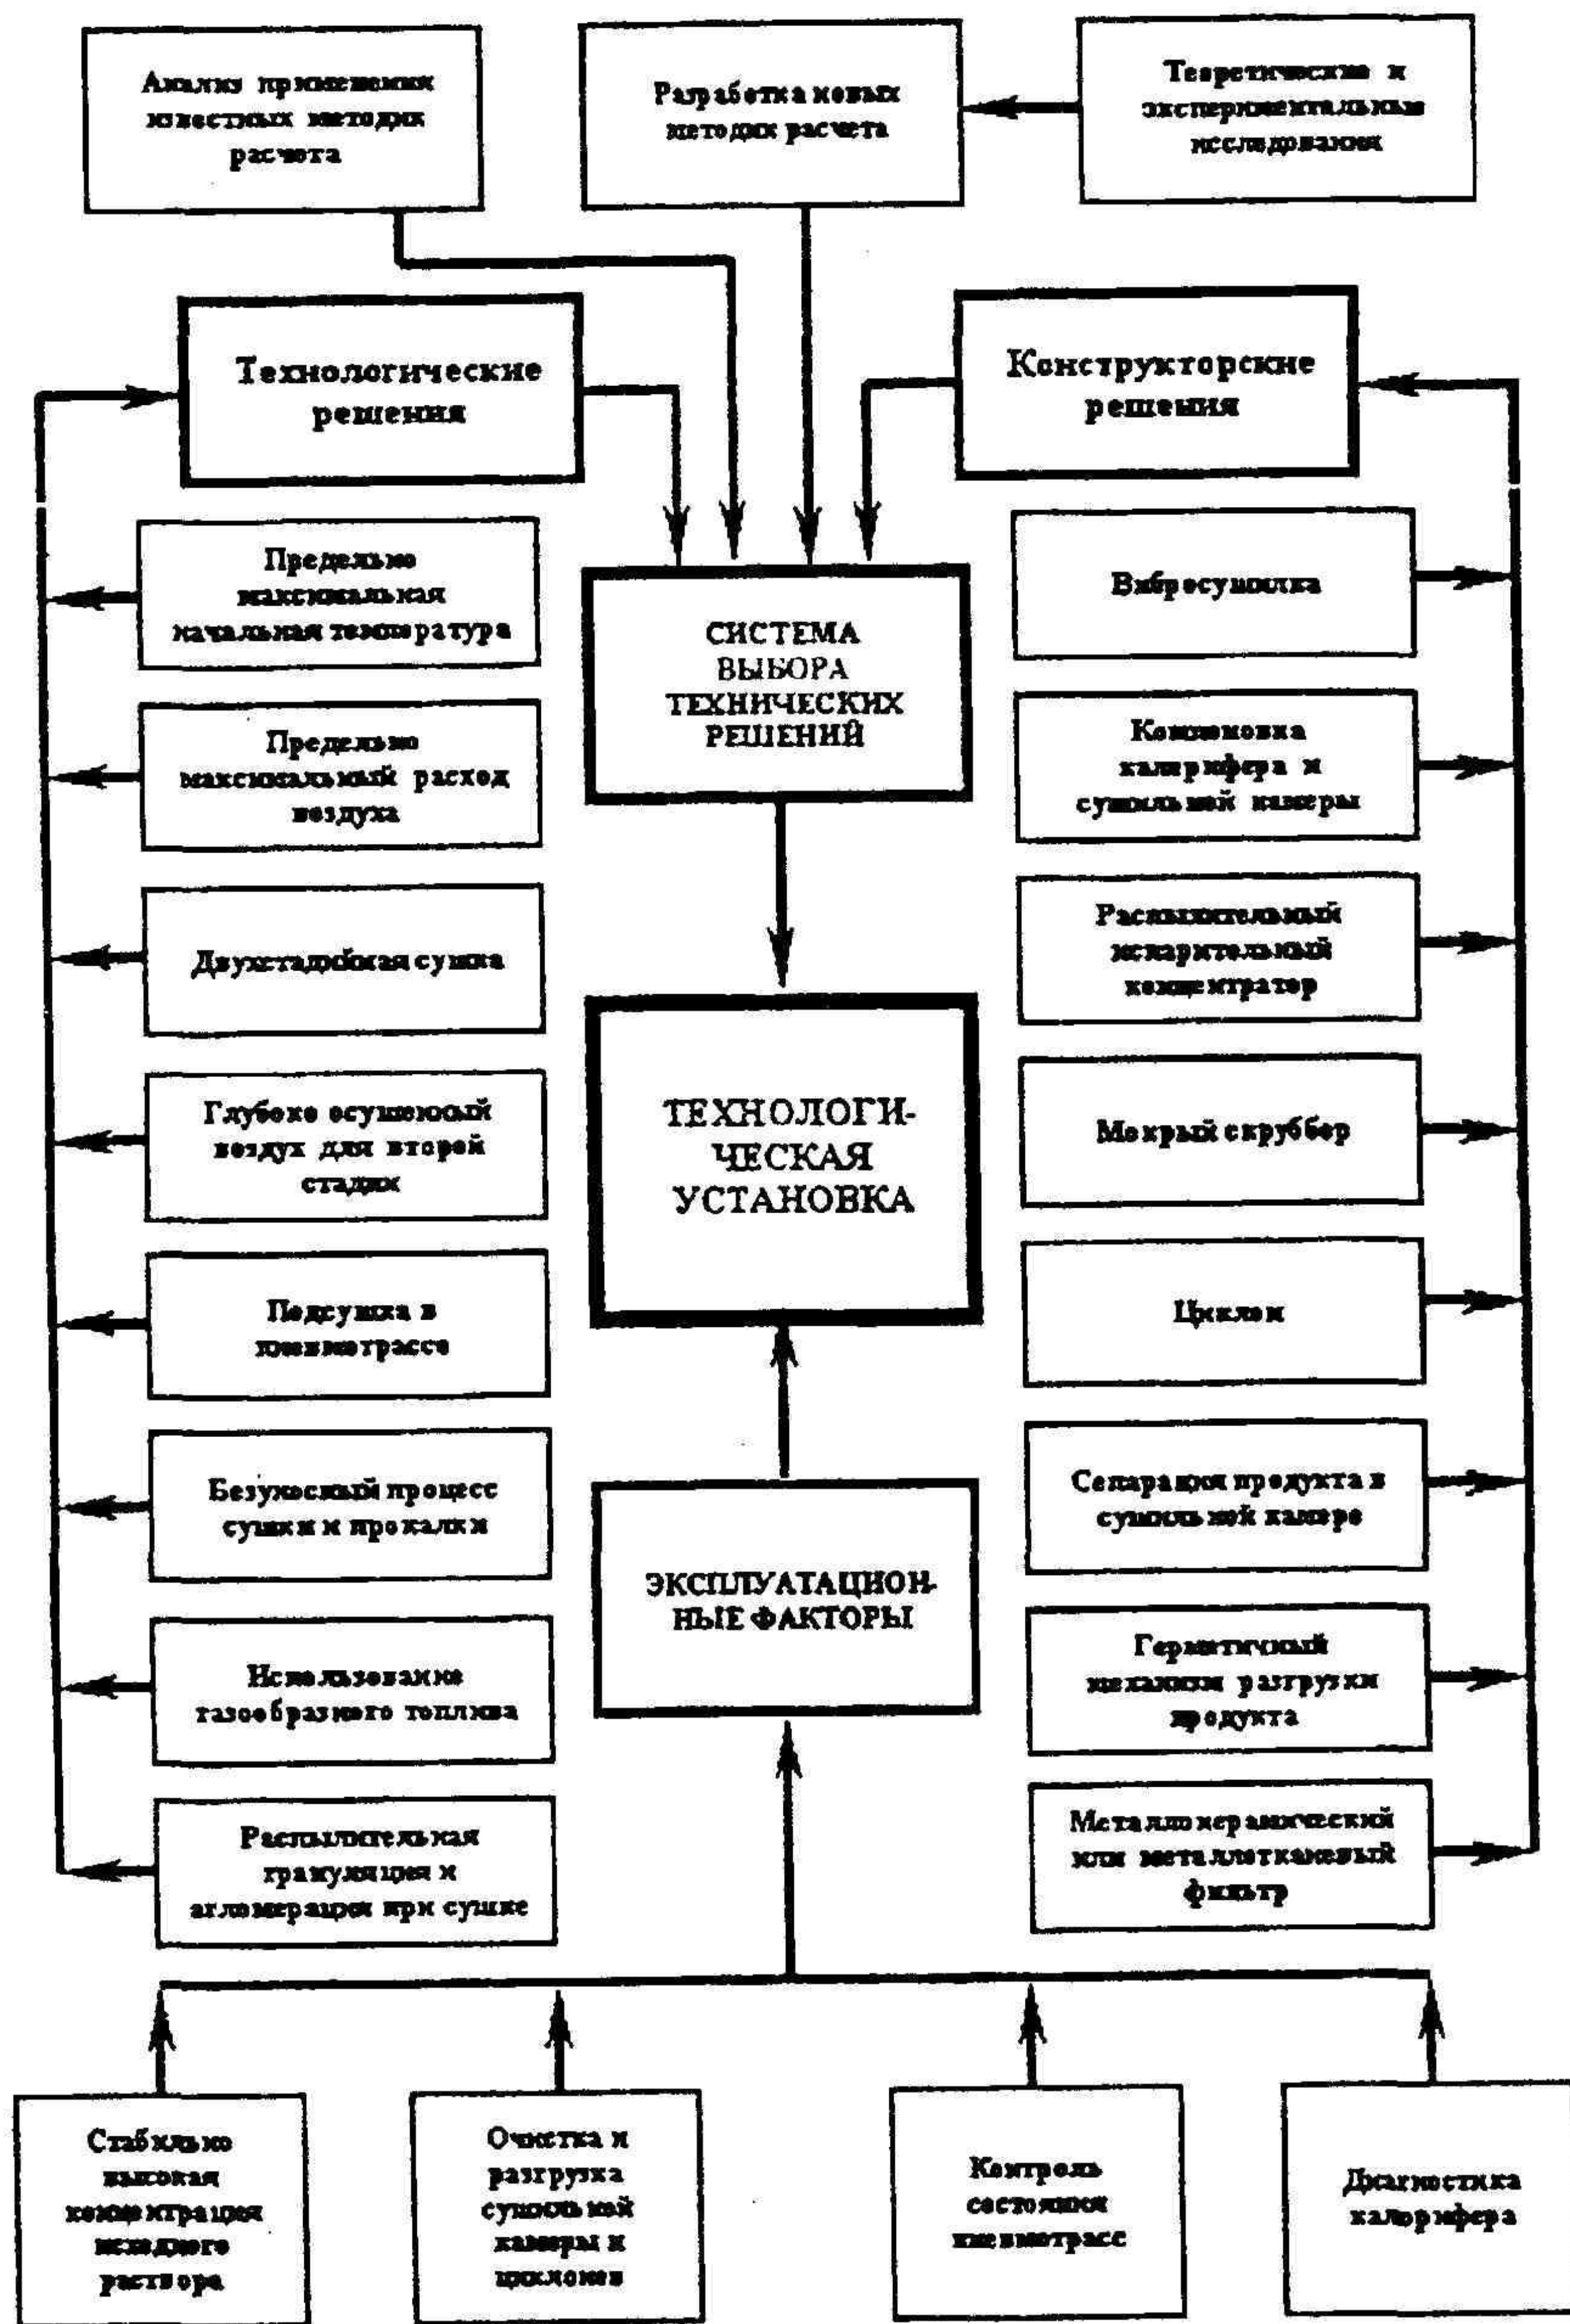 Анализ применения
известных методик
расчета
Разработка новых
методик расчета
Теоретические и
экспериментальные
исследования
Технологические
решения
Конструкторские
решения
СИСТЕМА
ВЫБОРА
ТЕХНИЧЕСКИХ
РЕШЕНИЙ
Предельно
максимальная
начальная температура
Предельно
максимальный расход
воздуха
Двухстадийная сушка
Глубоко осушенный
воздух для второй
стадии
Подсушка в
пневмотрассе
Безуносный процесс
сушки и прокалки
Использование
газообразного топлива
Распылительная
грануляция и
агломерация при сушке
ТЕХНОЛОГИ-
ЧЕСКАЯ
УСТАНОВКА
ЭКСПЛУАТАЦИОН-
НЫЕ ФАКТОРЫ
Вибросушилка
Компоновка
калорифера и
сушильной камеры
Распылительный
испарительный
концентратор
Мокрый скруббер
Циклон
Сепарация продукта в
сушильной камере
Герметичный
механизм разгрузки
продукта
Металлокерамический
или металлотканевый
фильтр
Стабильно
высокая
концентрация
исходного
раствора
Очистка и
разгрузка
сушильной
камеры и
циклонов
Контроль
состояния
пневмотрасс
Диагностика
калорифера